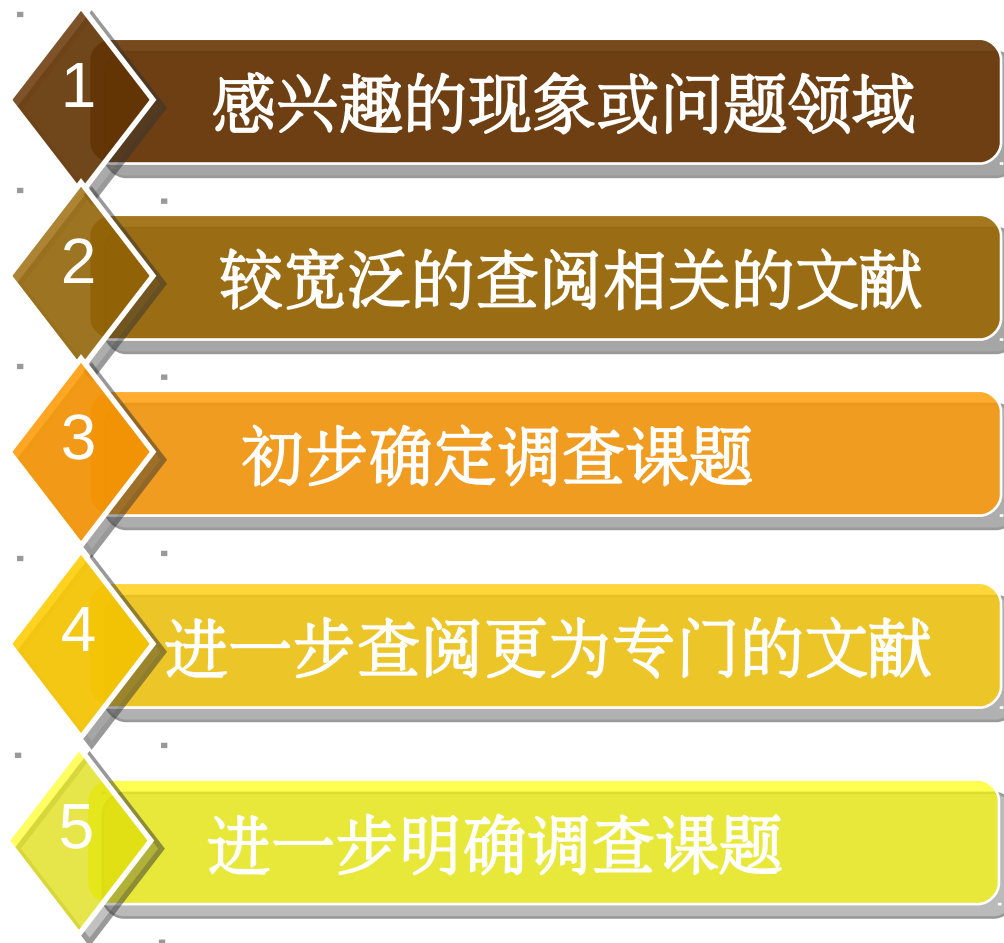 1 感兴趣的现象或问题领域
2 较宽泛的查阅相关的文献
3 初步确定调查课题
4 进一步查阅更为专门的文献
5 进一步明确调查课题